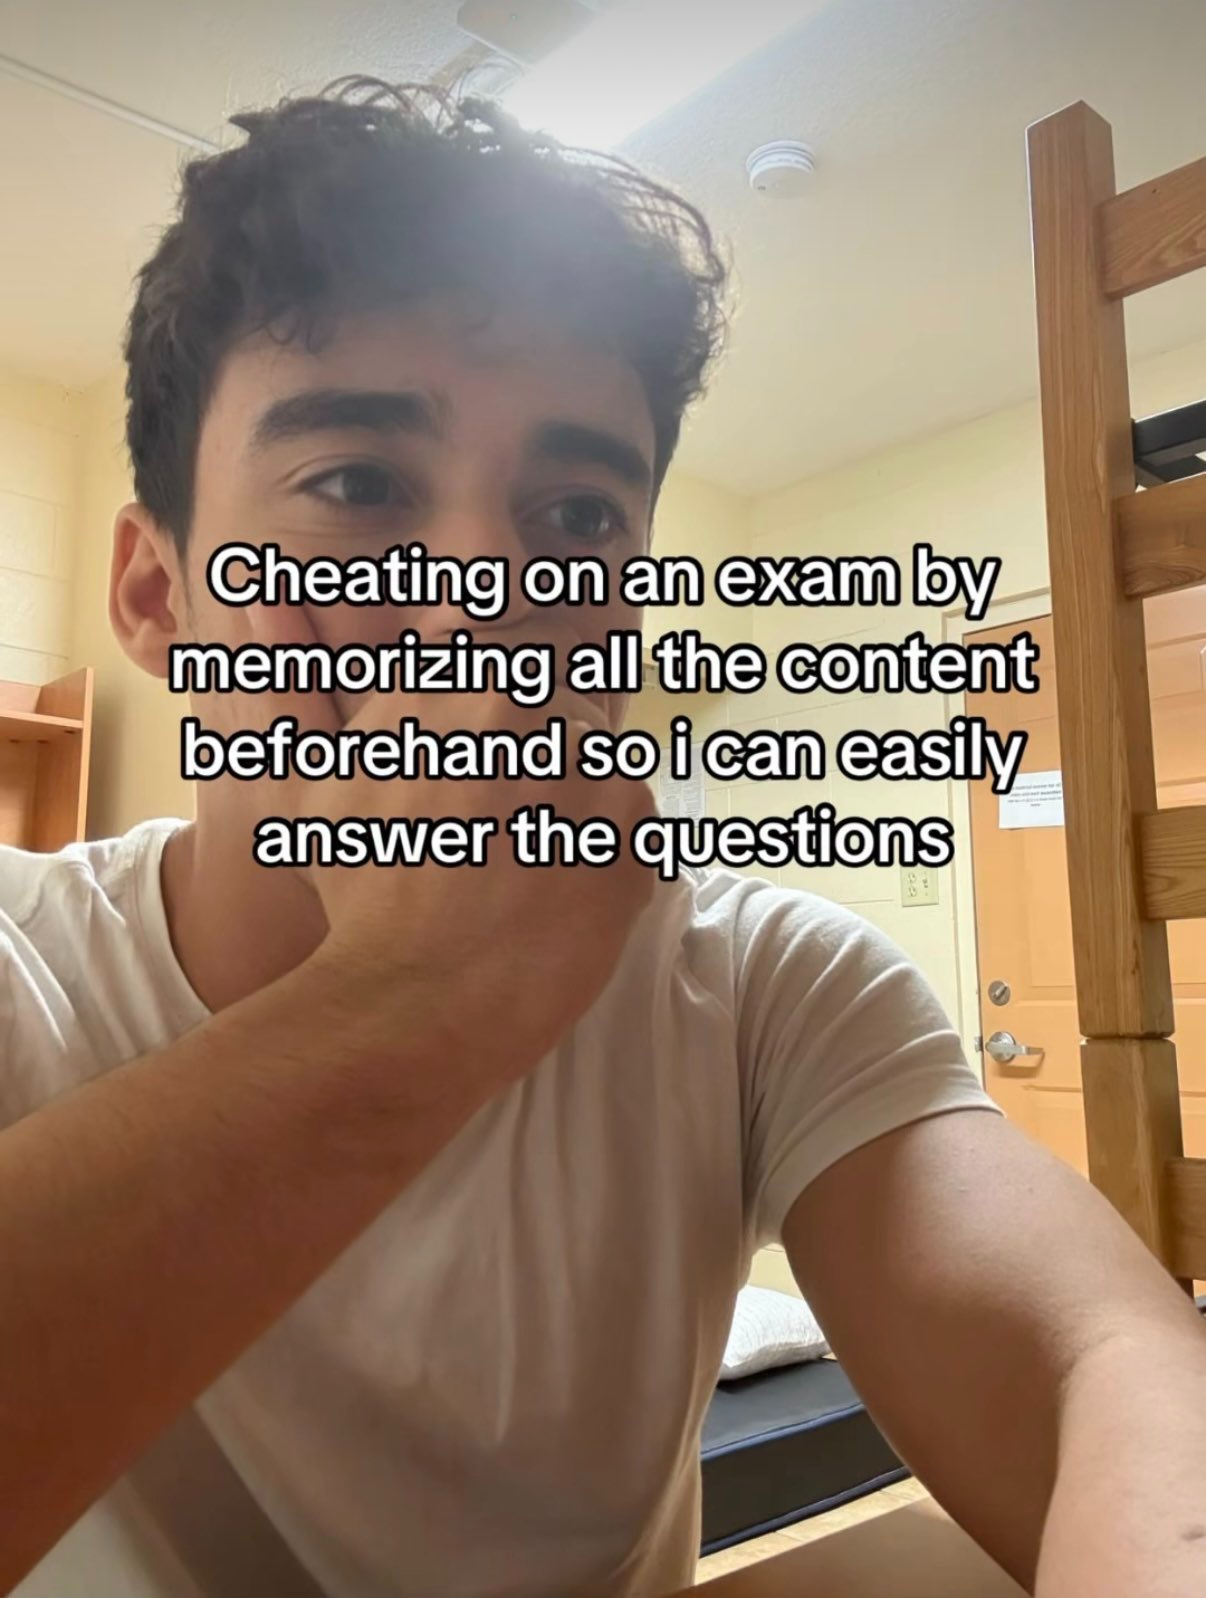 Cheating on an exam by
memorizing all the content
beforehand so i can easily
answer the questions